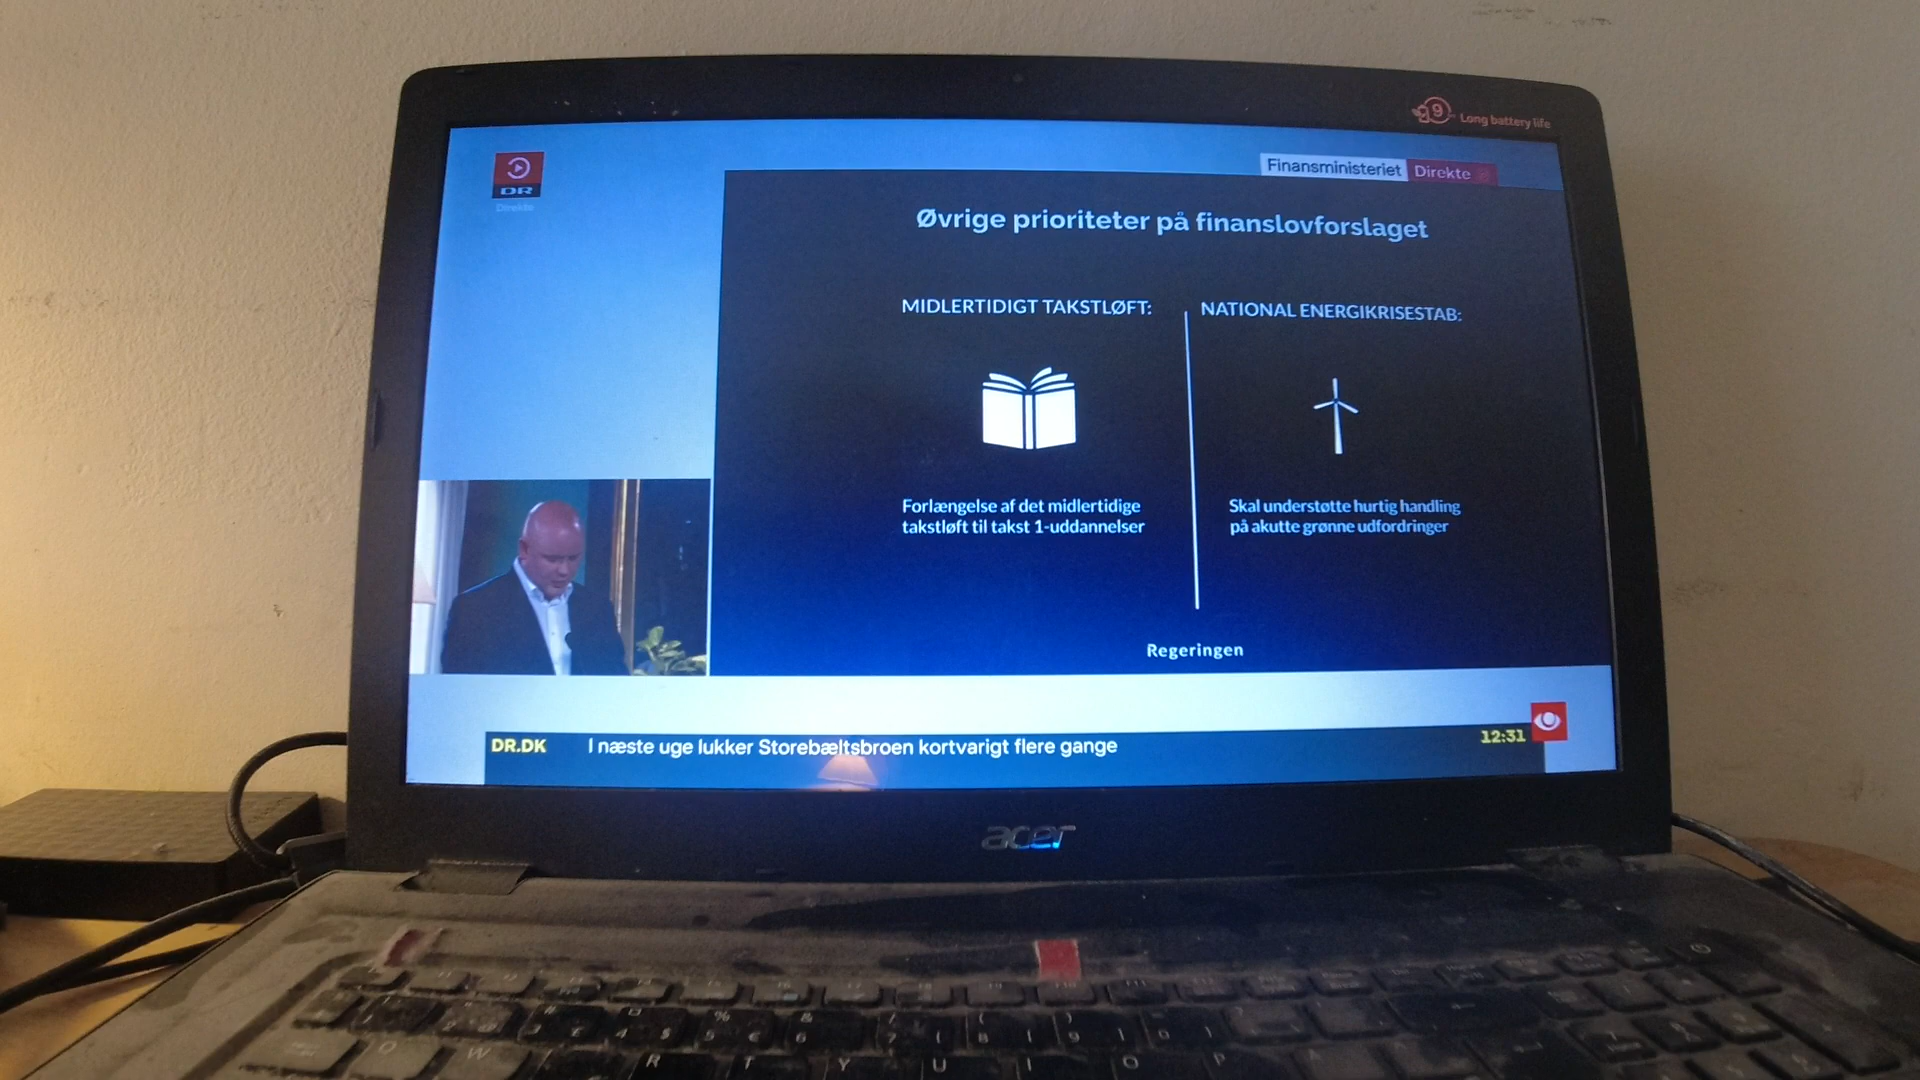 9
Long battery life
DR
Direkte
Finansministeriet Direkte
Øvrige prioriteter på finanslovforslaget
MIDLERTIDIGT TAKSTLØFT:
Forlængelse af det midlertidige
takstløft til takst 1-uddannelser
NATIONAL ENERGIKRISESTAB:
Skal understøtte hurtig handling
på akutte grønne udfordringer
Regeringen
DR.DK I næste uge lukker Storebæltsbroen kortvarigt flere gange 12:31
acer
R T Y U I O P